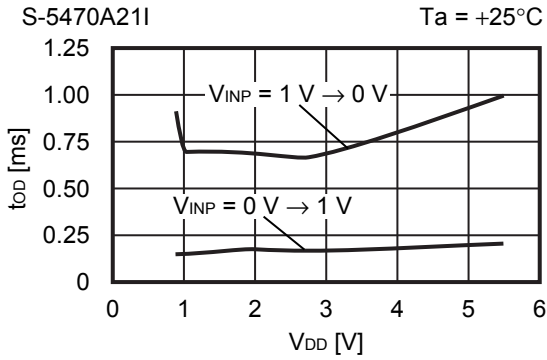 S-5470A21I
Ta = +25°C
1.25
1.00
0.75
0.50
0.25
0
tOD [ms]
VINP = 1 V → 0 V
VINP = 0 V → 1 V
0 1 2 3 4 5 6
VDD [V]